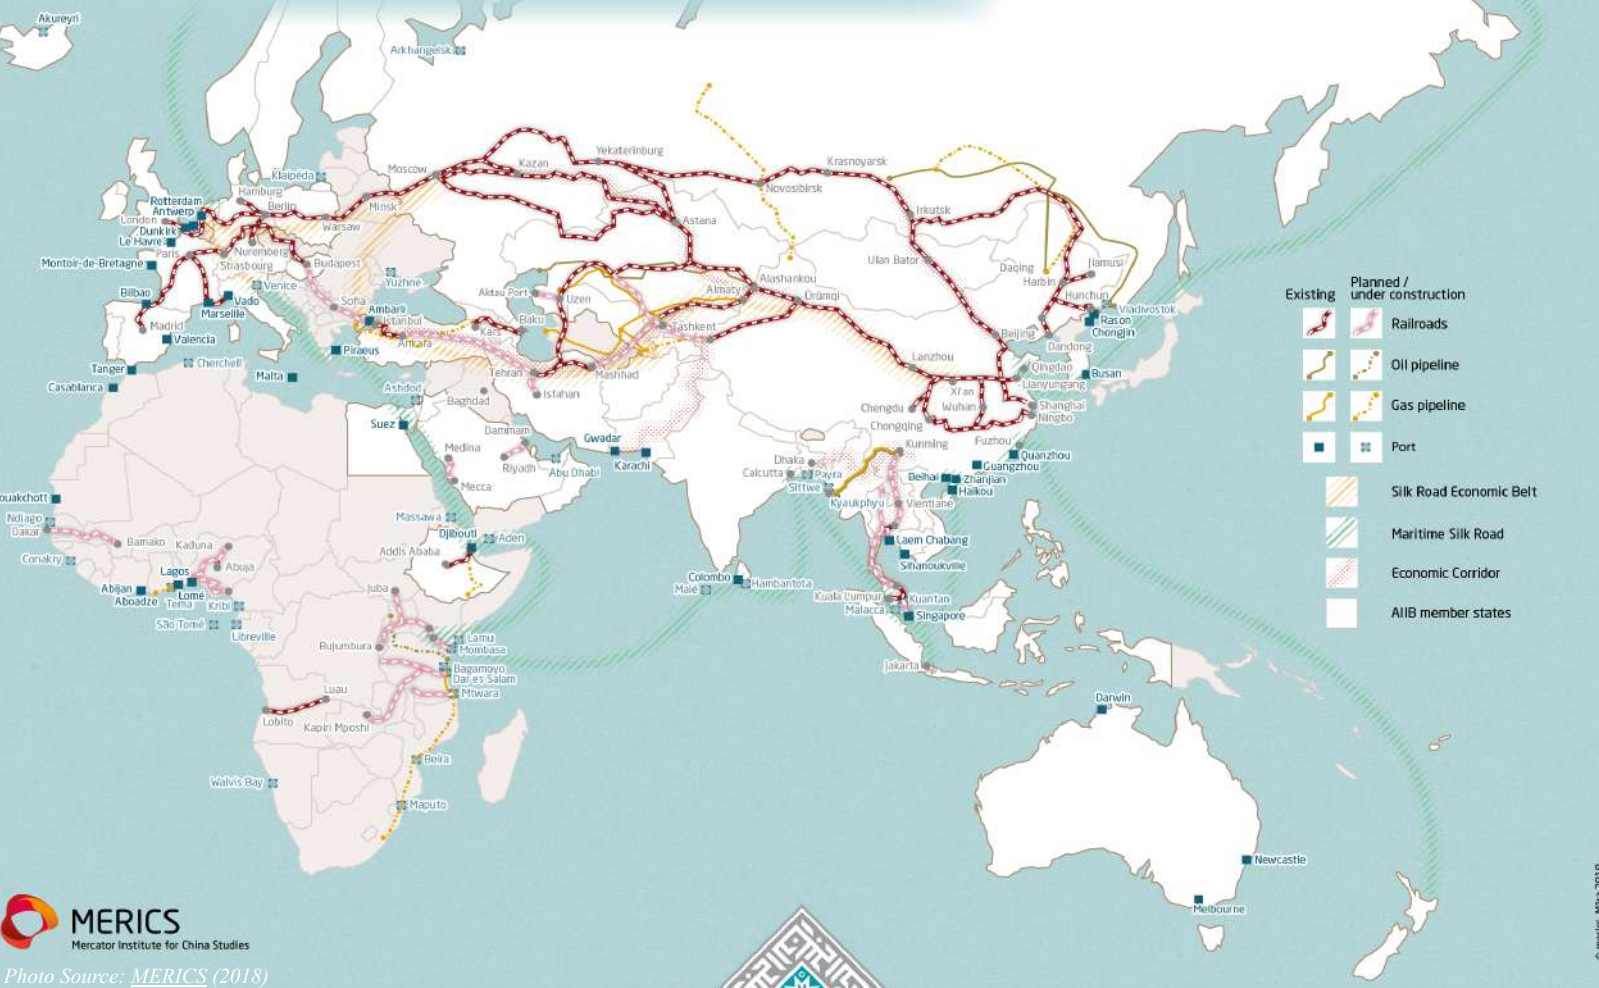 Akureyri
Arkhangelsk
Moscow
Kazan
Yekaterinburg
Novosibirsk
Krasnoyarsk
Irkutsk
Klaipėda
Hamburg
Rotterdam
Antwerp
Berlin
Minsk
London
Dunkirk
Warsaw
Le Havre
Paris
Nuremberg
Strasbourg
Budapest
Montoir-de-Bretagne
Venice
Yuzhne
Bilbao
Vado
Marseille
Madrid
Valencia
Sofia
Ambarli
Istanbul
Ankara
Kars
Baku
Aktau Port
Uzen
Astana
Almaty
Alashankou
Ürümqi
Tashkent
Ulan Bator
Daqing
Jiamusi
Harbin
Hunchun
Vladivostok
Rason
Chongjin
Beijing
Dandong
Lanzhou
Qingdao
Lianyungang
Busan
Xi'an
Wuhan
Chengdu
Chongqing
Shanghai
Ningbo
Piraeus
Tanger
Casablanca
Cherchell
Malta
Ashdod
Baghdad
Tehran
Isfahan
Mashhad
Suez
Medina
Mecca
Dammam
Riyadh
Abu Dhabi
Gwadar
Karachi
Dhaka
Calcutta
Payra
Sittwe
Kyaukphyu
Kunming
Fuzhou
Quanzhou
Guangzhou
Beihai
Zhanjian
Haikou
Vientiane
Laem Chabang
Sihanoukville
Colombo
Hambantota
Malé
Kuala Lumpur
Kuantan
Malacca
Singapore
Jakarta
ouakchott
Ndiago
Dakar
Bamako
Conakry
Kaduna
Abuja
Lagos
Abijan
Aboadze
Lomé
Tema
Kribi
São Tomé
Libreville
Massawa
Djibouti
Aden
Addis Ababa
Juba
Bujumbura
Lamu
Mombasa
Bagamoyo
Dar es Salam
Mtwara
Luau
Lobito
Kapiri Mposhi
Beira
Walvis Bay
Maputo
Darwin
Newcastle
Melbourne
Existing
Planned /
under construction
Railroads
Oil pipeline
Gas pipeline
Port
Silk Road Economic Belt
Maritime Silk Road
Economic Corridor
AIIB member states
MERICS
Mercator Institute for China Studies
Photo Source: MERICS (2018)